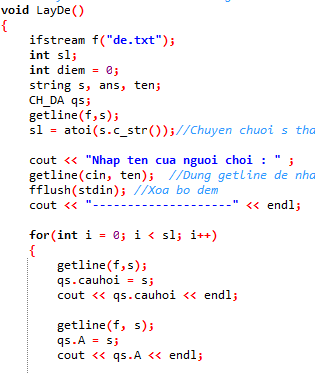 void LayDe()
{
ifstream f("de.txt");
int sl;
int diem = 0;
string s, ans, ten;
CH_DA qs;
getline(f,s);
sl = atoi(s.c_str());//Chuyen chuoi s tha
cout << "Nhap ten cua nguoi choi : " ;
getline(cin, ten); //Dung getline de nha
fflush(stdin); //Xoa bo dem
cout << "--------------------" << endl;
for(int i = 0; i < sl; i++)
{
getline(f,s);
qs.cauhoi = s;
cout << qs.cauhoi << endl;
getline(f, s);
qs.A = s;
cout << qs.A << endl;